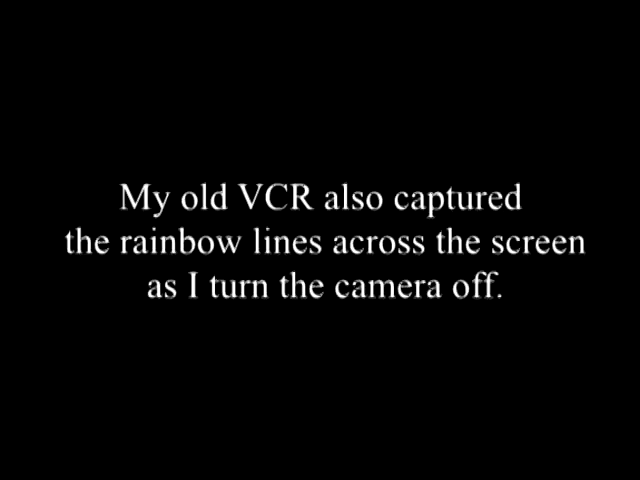 My old VCR also captured
the rainbow lines across the screen
as I turn the camera off.